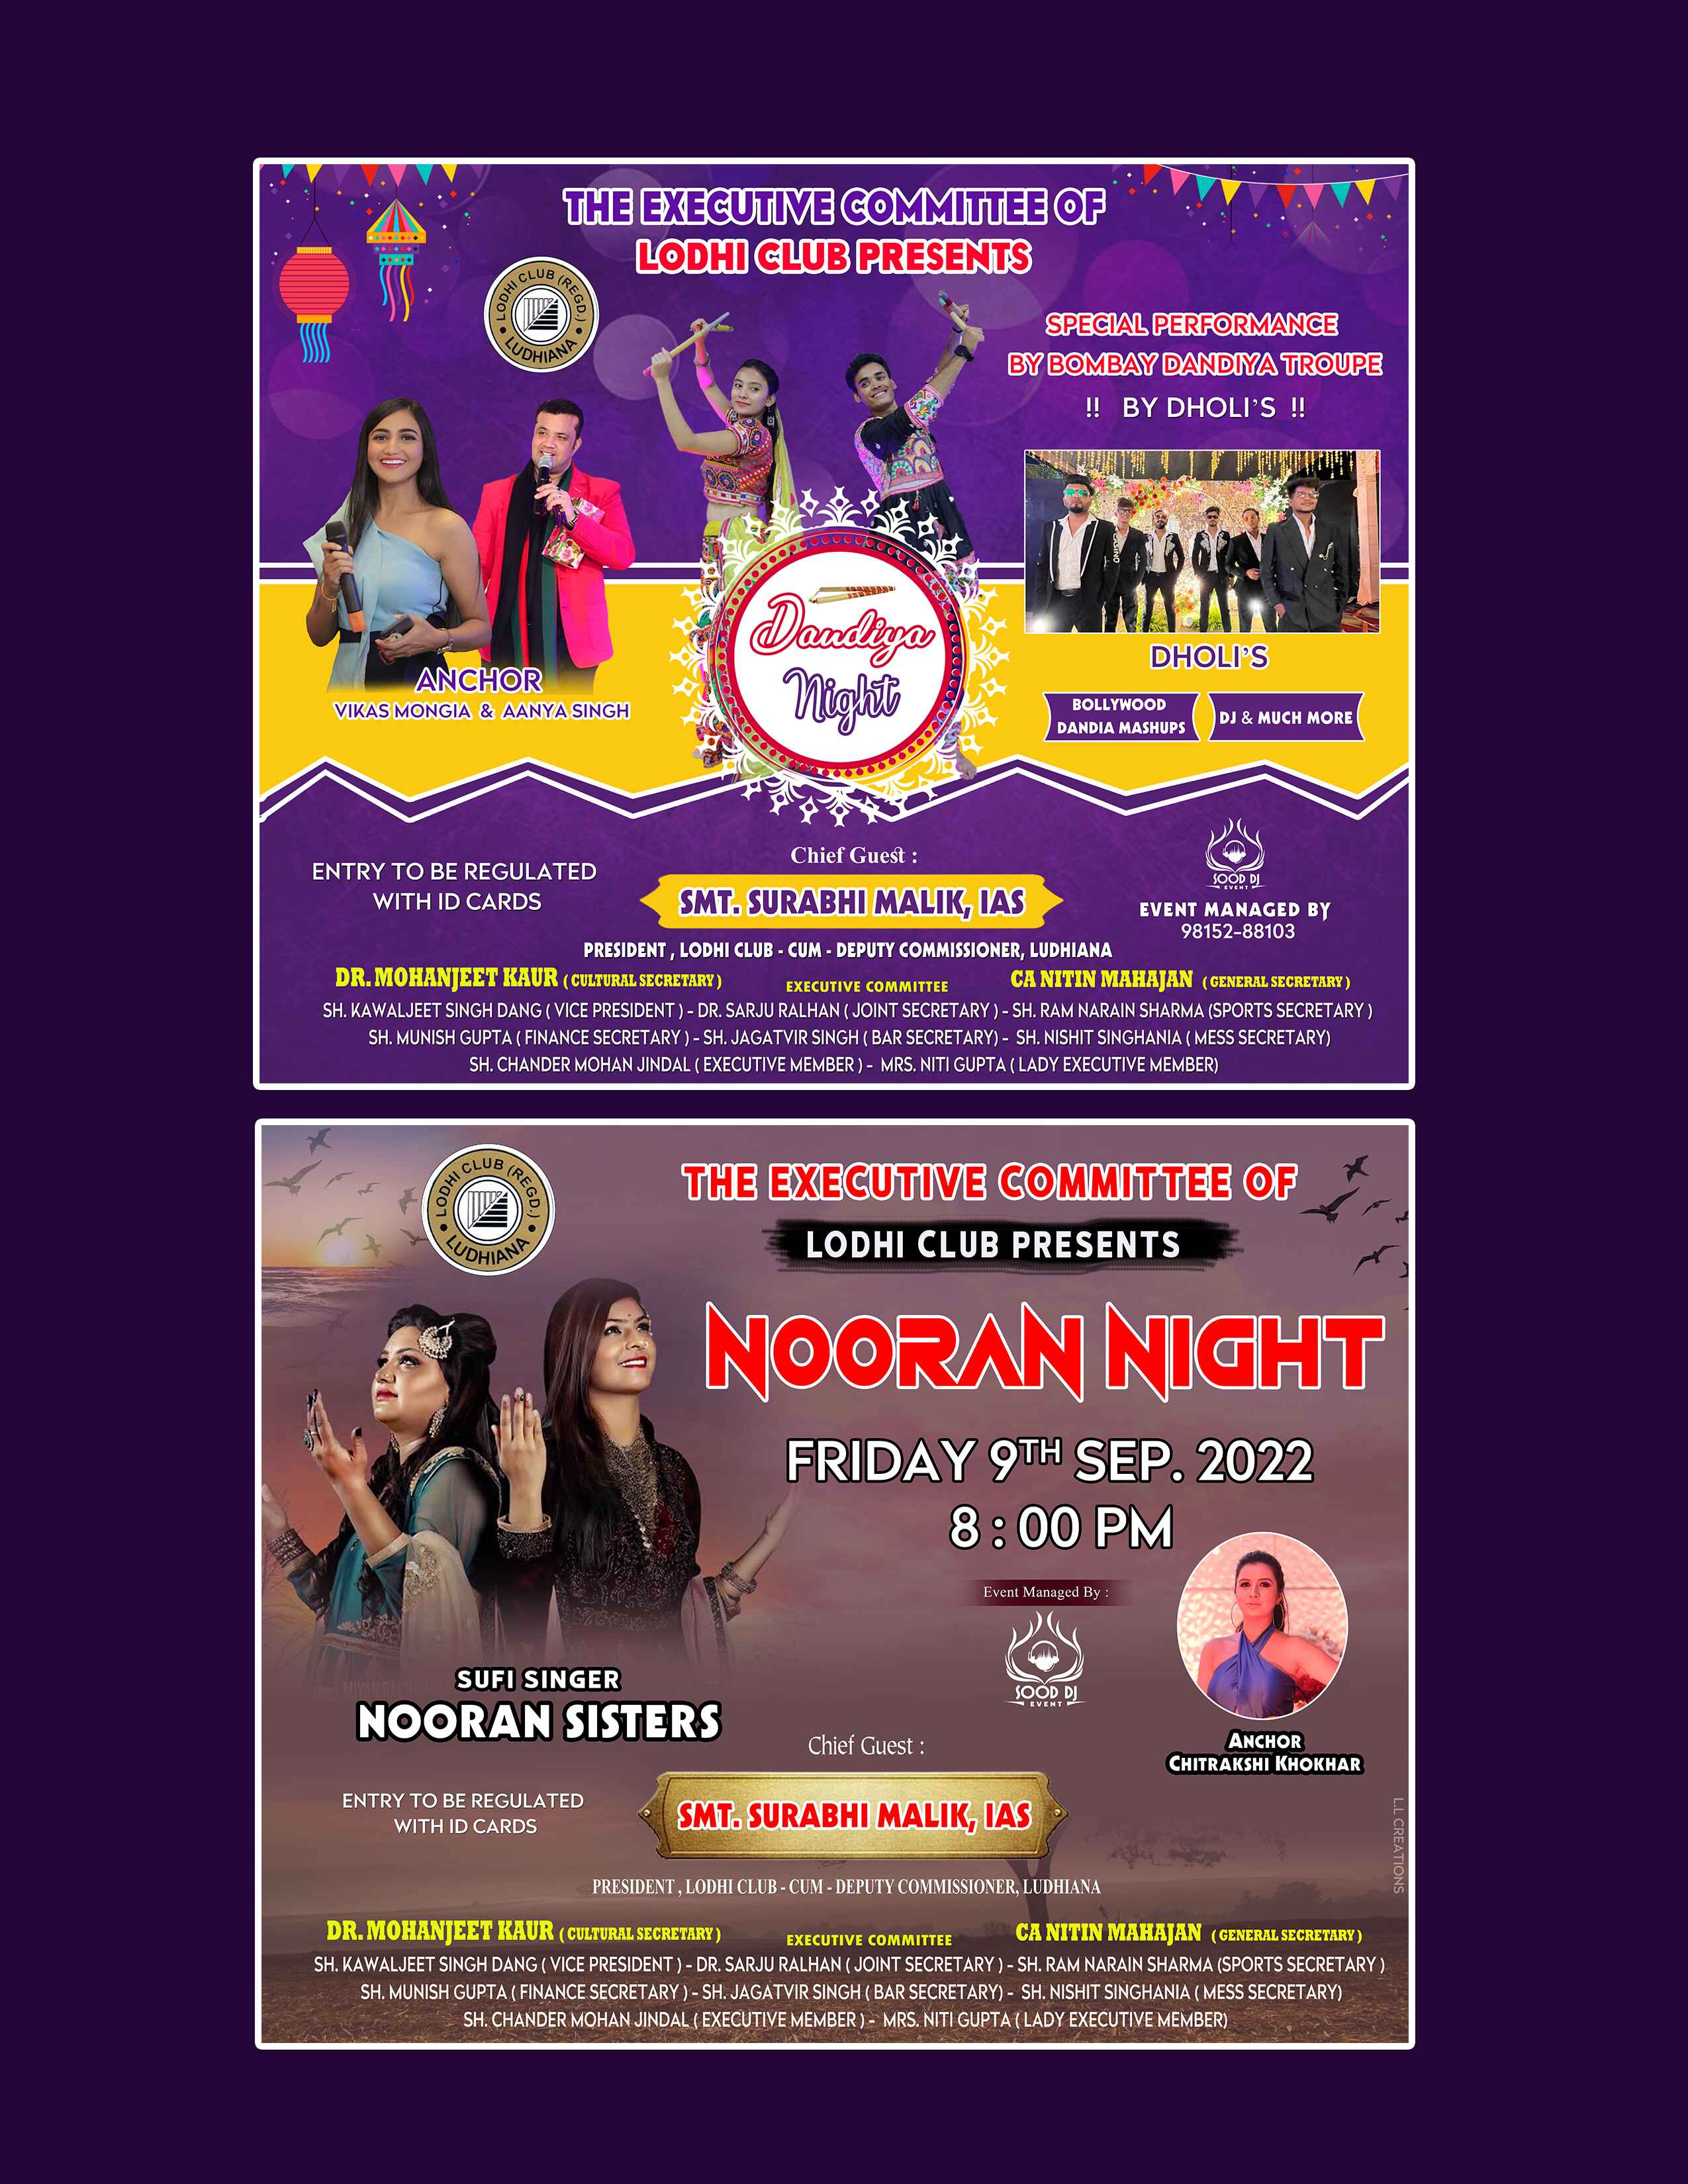 THE EXECUTIVE COMMITTEE OF
LODHI CLUB PRESENTS
LODHI CLUB (REGD.)
LUDHIANA
SPECIAL PERFORMANCE
BY BOMBAY DANDIYA TROUPE
!! BY DHOLI'S !!
Dandiya
Night
ANCHOR
VIKAS MONGIA & AANYA SINGH
DHOLI'S
BOLLYWOOD
DANDIA MASHUPS
DJ & MUCH MORE
ENTRY TO BE REGULATED
WITH ID CARDS
Chief Guest :
SMT. SURABHI MALIK, IAS
PRESIDENT , LODHI CLUB - CUM - DEPUTY COMMISSIONER, LUDHIANA
SOOD DJ
EVENT
EVENT MANAGED BY
98152-88103
DR. MOHANJEET KAUR ( CULTURAL SECRETARY )
EXECUTIVE COMMITTEE
CA NITIN MAHAJAN ( GENERAL SECRETARY )
SH. KAWALJEET SINGH DANG ( VICE PRESIDENT ) - DR. SARJU RALHAN ( JOINT SECRETARY ) - SH. RAM NARAIN SHARMA (SPORTS SECRETARY )
SH. MUNISH GUPTA ( FINANCE SECRETARY ) - SH. JAGATVIR SINGH ( BAR SECRETARY) - SH. NISHIT SINGHANIA ( MESS SECRETARY)
SH. CHANDER MOHAN JINDAL ( EXECUTIVE MEMBER ) - MRS. NITI GUPTA ( LADY EXECUTIVE MEMBER)
LODHI CLUB (REGD.)
LUDHIANA
THE EXECUTIVE COMMITTEE OF
LODHI CLUB PRESENTS
NOORAN NIGHT
FRIDAY 9TH SEP. 2022
8 : 00 PM
Event Managed By :
SOOD DJ
EVENT
SUFI SINGER
NOORAN SISTERS
ANCHOR
CHITRAKSHI KHOKHAR
Chief Guest :
SMT. SURABHI MALIK, IAS
ENTRY TO BE REGULATED
WITH ID CARDS
L.L CREATIONS
PRESIDENT , LODHI CLUB - CUM - DEPUTY COMMISSIONER, LUDHIANA
DR. MOHANJEET KAUR ( CULTURAL SECRETARY )
EXECUTIVE COMMITTEE
CA NITIN MAHAJAN ( GENERAL SECRETARY )
SH. KAWALJEET SINGH DANG ( VICE PRESIDENT ) - DR. SARJU RALHAN ( JOINT SECRETARY ) - SH. RAM NARAIN SHARMA (SPORTS SECRETARY )
SH. MUNISH GUPTA ( FINANCE SECRETARY ) - SH. JAGATVIR SINGH ( BAR SECRETARY) - SH. NISHIT SINGHANIA ( MESS SECRETARY)
SH. CHANDER MOHAN JINDAL ( EXECUTIVE MEMBER ) - MRS. NITI GUPTA ( LADY EXECUTIVE MEMBER)